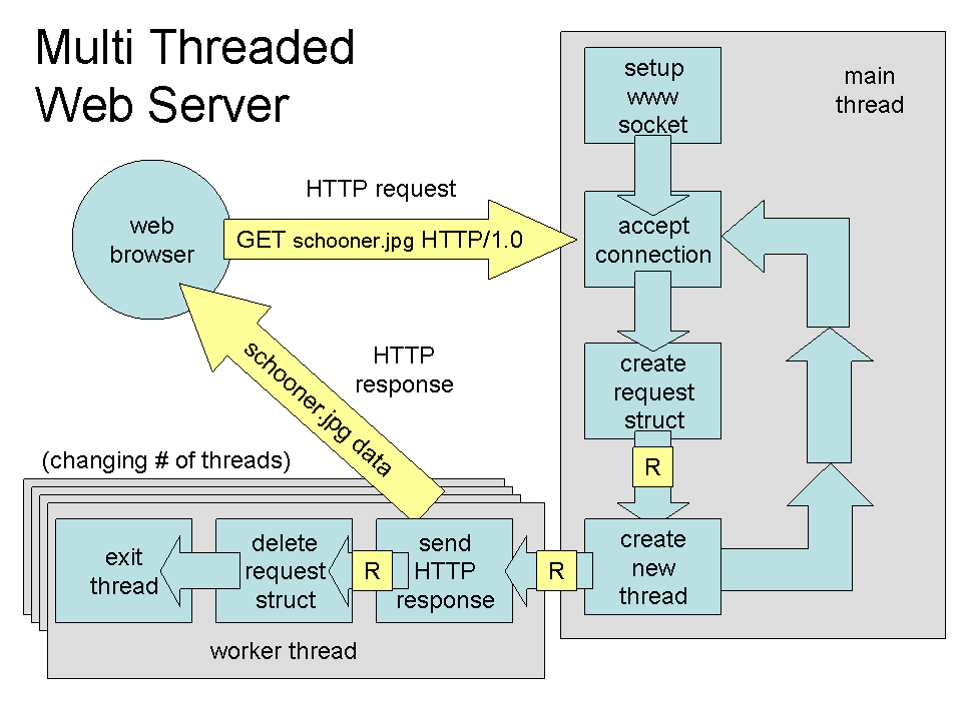 Multi Threaded
Web Server
setup
www
socket
main
thread
HTTP request
web
browser
GET schooner.jpg HTTP/1.0
accept
connection
HTTP
response
schooner.jpg data
create
request
struct
R
(changing # of threads)
exit
thread
delete
request
struct
R
send
HTTP
response
R
create
new
thread
worker thread